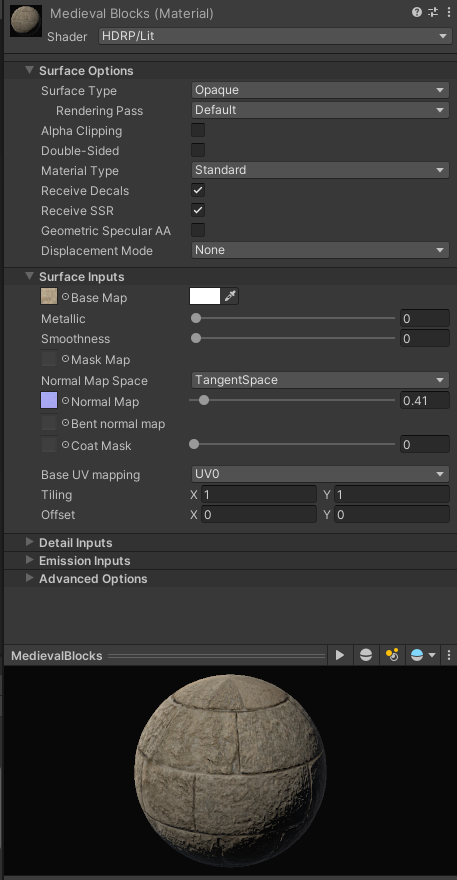 Medieval Blocks (Material)
Shader HDRP/Lit
Surface Options
Surface Type Opaque
Rendering Pass Default
Alpha Clipping
Double-Sided
Material Type Standard
Receive Decals
Receive SSR
Geometric Specular AA
Displacement Mode None
Surface Inputs
Base Map
Metallic 0
Smoothness 0
Mask Map
Normal Map Space TangentSpace
Normal Map 0.41
Bent normal map
Coat Mask 0
Base UV mapping UV0
Tiling X 1 Y 1
Offset X 0 Y 0
Detail Inputs
Emission Inputs
Advanced Options
MedievalBlocks